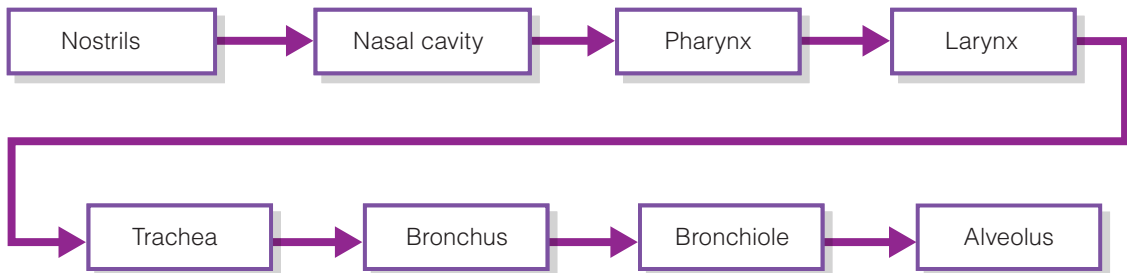 Nostrils
Nasal cavity
Pharynx
Larynx
Trachea
Bronchus
Bronchiole
Alveolus